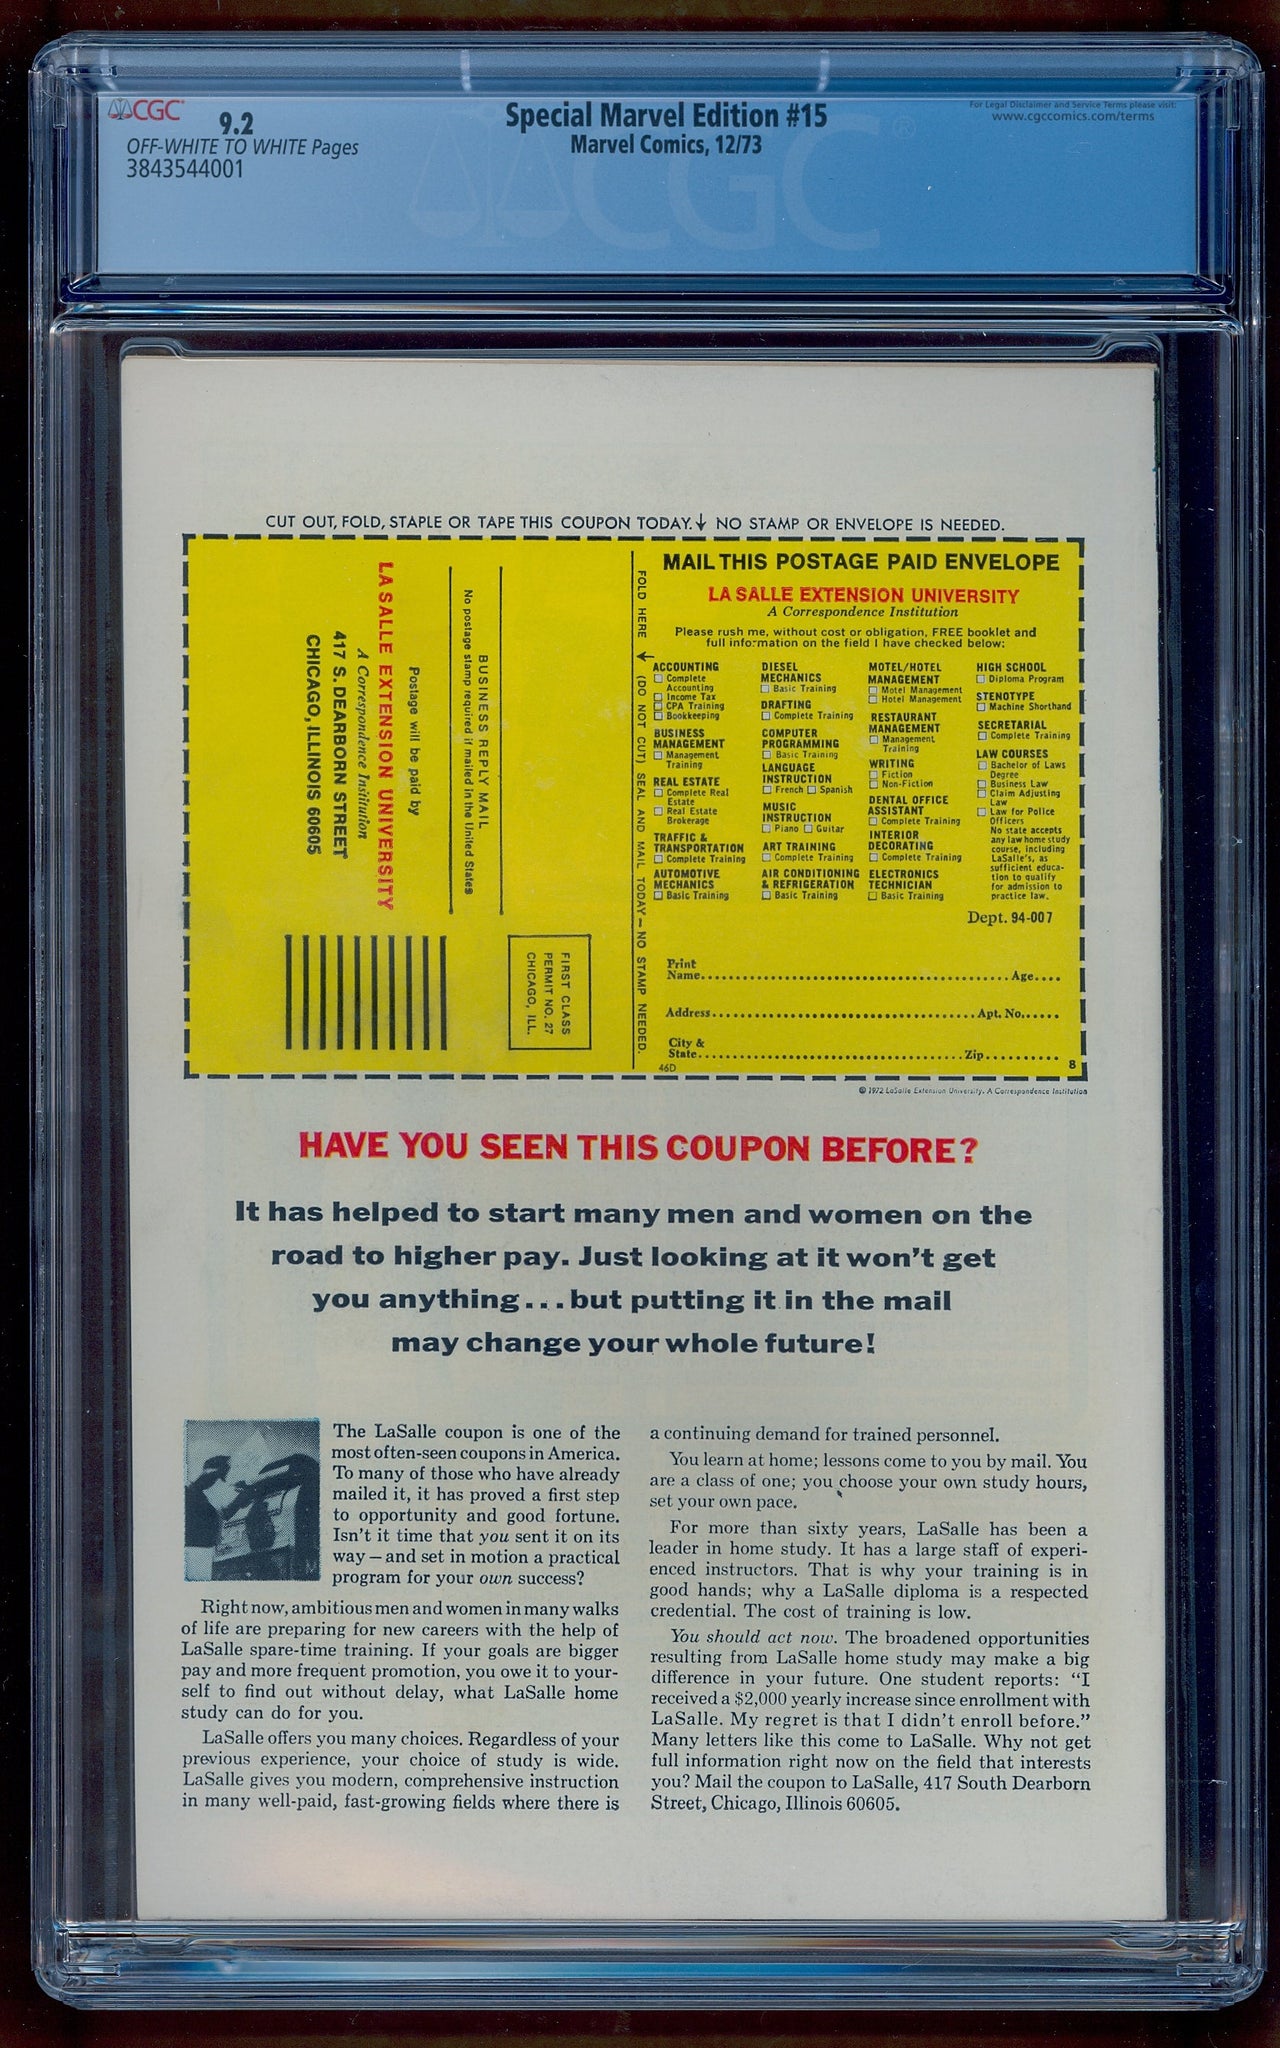 CGC
9.2
OFF-WHITE TO WHITE Pages
3843544001
Special Marvel Edition #15
Marvel Comics, 12/73
For Legal Disclaimer and Service Terms please visit:
www.cgccomics.com/terms
CGC
CUT OUT, FOLD, STAPLE OR TAPE THIS COUPON TODAY. ↓ NO STAMP OR ENVELOPE IS NEEDED.
BUSINESS REPLY MAIL
No postage stamp required if mailed in the United States
Postage will be paid by
LA SALLE EXTENSION UNIVERSITY
A Correspondence Institution
417 S. DEARBORN STREET
CHICAGO, ILLINOIS 60605
FIRST CLASS
PERMIT NO. 27
CHICAGO, ILL.
FOLD HERE ↓ (DO NOT CUT) SEAL AND MAIL TODAY — NO STAMP NEEDED.
MAIL THIS POSTAGE PAID ENVELOPE
LA SALLE EXTENSION UNIVERSITY
A Correspondence Institution
Please rush me, without cost or obligation, FREE booklet and
full information on the field I have checked below:
ACCOUNTING
☐ Complete
Accounting
☐ Income Tax
☐ CPA Training
☐ Bookkeeping
BUSINESS
MANAGEMENT
☐ Management
Training
REAL ESTATE
☐ Complete Real
Estate
☐ Real Estate
Brokerage
TRAFFIC &
TRANSPORTATION
☐ Complete Training
AUTOMOTIVE
MECHANICS
☐ Basic Training
DIESEL
MECHANICS
☐ Basic Training
DRAFTING
☐ Complete Training
COMPUTER
PROGRAMMING
☐ Basic Training
LANGUAGE
INSTRUCTION
☐ French ☐ Spanish
MUSIC
INSTRUCTION
☐ Piano ☐ Guitar
ART TRAINING
☐ Complete Training
AIR CONDITIONING
& REFRIGERATION
☐ Basic Training
MOTEL/HOTEL
MANAGEMENT
☐ Motel Management
☐ Hotel Management
RESTAURANT
MANAGEMENT
☐ Management
Training
WRITING
☐ Fiction
☐ Non-Fiction
DENTAL OFFICE
ASSISTANT
☐ Complete Training
INTERIOR
DECORATING
☐ Complete Training
ELECTRONICS
TECHNICIAN
☐ Basic Training
HIGH SCHOOL
☐ Diploma Program
STENOTYPE
☐ Machine Shorthand
SECRETARIAL
☐ Complete Training
LAW COURSES
☐ Bachelor of Laws
Degree
☐ Business Law
☐ Claim Adjusting
Law
☐ Law for Police
Officers
No state accepts
any law home study
course, including
LaSalle's, as
sufficient educa-
tion to qualify
for admission to
practice law.
Dept. 94-007
Print
Name.......... Age....
Address.......... Apt. No......
City &
State.......... Zip..........
46D
8
© 1972 LaSalle Extension University. A Correspondence Institution
HAVE YOU SEEN THIS COUPON BEFORE?
It has helped to start many men and women on the
road to higher pay. Just looking at it won't get
you anything...but putting it in the mail
may change your whole future!
The LaSalle coupon is one of the
most often-seen coupons in America.
To many of those who have already
mailed it, it has proved a first step
to opportunity and good fortune.
Isn't it time that you sent it on its
way — and set in motion a practical
program for your own success?
Right now, ambitious men and women in many walks
of life are preparing for new careers with the help of
LaSalle spare-time training. If your goals are bigger
pay and more frequent promotion, you owe it to your-
self to find out without delay, what LaSalle home
study can do for you.
LaSalle offers you many choices. Regardless of your
previous experience, your choice of study is wide.
LaSalle gives you modern, comprehensive instruction
in many well-paid, fast-growing fields where there is
a continuing demand for trained personnel.
You learn at home; lessons come to you by mail. You
are a class of one; you choose your own study hours,
set your own pace.
For more than sixty years, LaSalle has been a
leader in home study. It has a large staff of experi-
enced instructors. That is why your training is in
good hands; why a LaSalle diploma is a respected
credential. The cost of training is low.
You should act now. The broadened opportunities
resulting from LaSalle home study may make a big
difference in your future. One student reports: "I
received a $2,000 yearly increase since enrollment with
LaSalle. My regret is that I didn't enroll before."
Many letters like this come to LaSalle. Why not get
full information right now on the field that interests
you? Mail the coupon to LaSalle, 417 South Dearborn
Street, Chicago, Illinois 60605.